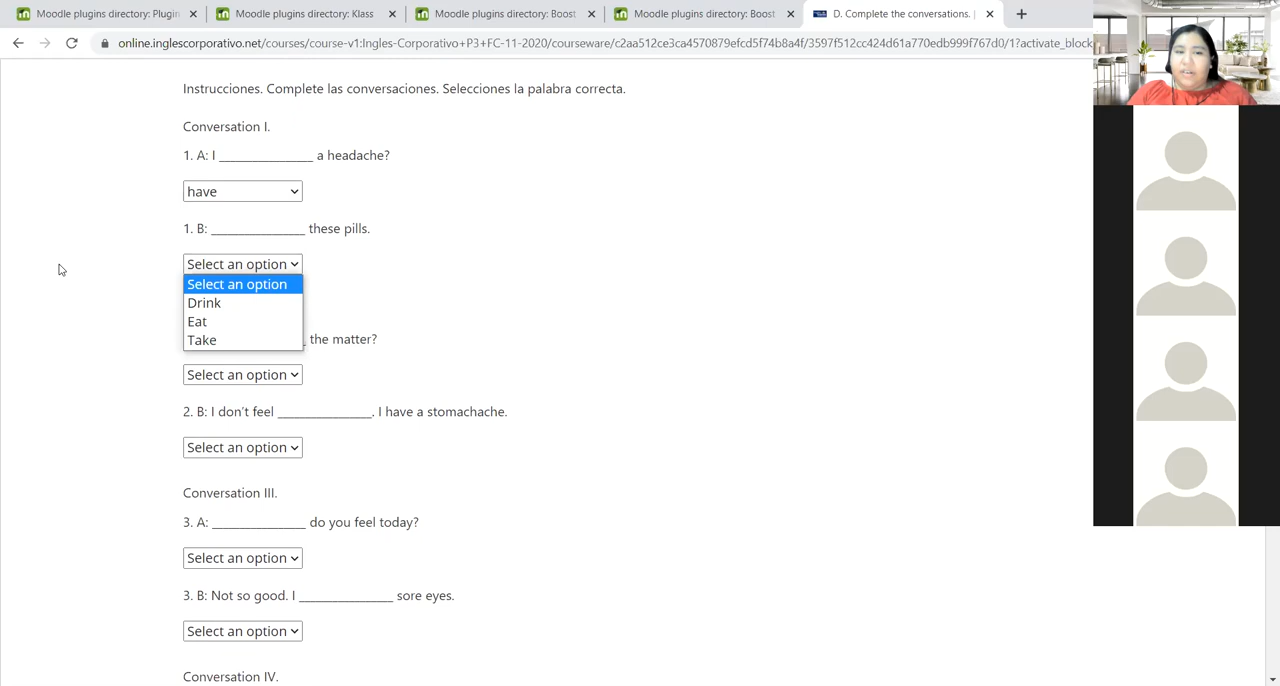 Moodle plugins directory: Plugin
Moodle plugins directory: Klass
Moodle plugins directory: Boost
Moodle plugins directory: Boost
D. Complete the conversations.
online.inglescorporativo.net/courses/course-v1:Ingles-Corporativo+P3+FC-11-2020/courseware/c2aa512ce3ca4570879efcd5f74b8a4f/3597f512cc424d61a770edb999f767d0/1?activate_block
Instrucciones. Complete las conversaciones. Selecciones la palabra correcta.
Conversation I.
1. A: I ______________ a headache?
have
1. B: ______________ these pills.
Select an option
Select an option
Drink
Eat
Take
the matter?
Select an option
2. B: I don't feel ______________. I have a stomachache.
Select an option
Conversation III.
3. A: ______________ do you feel today?
Select an option
3. B: Not so good. I ______________ sore eyes.
Select an option
Conversation IV.